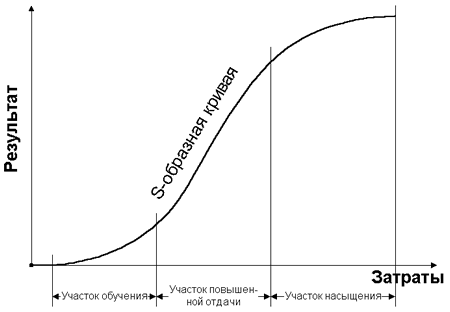 Результат
S-образная кривая
Затраты
Участок обучения
Участок повышен-
ной отдачи
Участок насыщения